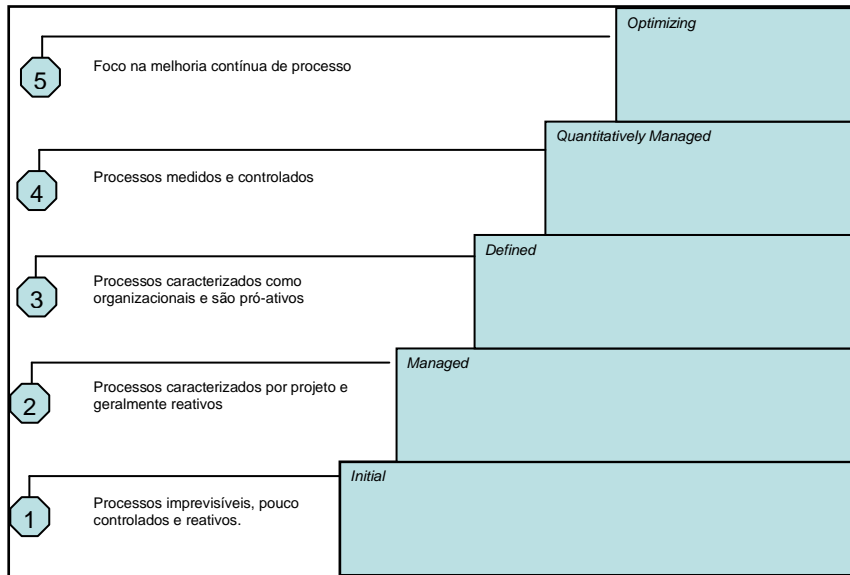 Optimizing
5
Foco na melhoria contínua de processo
Quantitatively Managed
4
Processos medidos e controlados
Defined
3
Processos caracterizados como
organizacionais e são pró-ativos
Managed
2
Processos caracterizados por projeto e
geralmente reativos
Initial
1
Processos imprevisíveis, pouco
controlados e reativos.